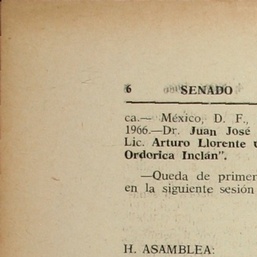 6 SENADO
ca.— México, D. F.,
1966.—Dr. Juan José
Lic. Arturo Llorente
Ordorica Inclán".
—Queda de
en la siguiente sesión
H. ASAMBLEA: